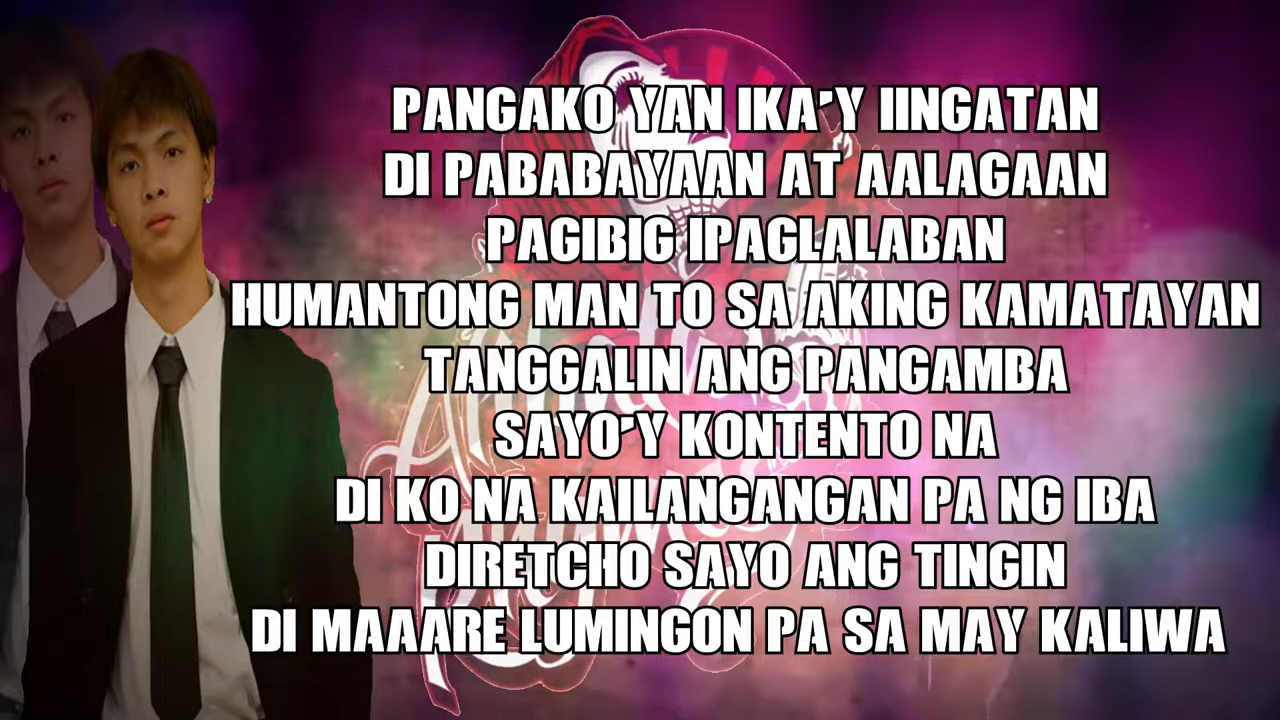 PANGAKO YAN IKA'Y IINGATAN
DI PABABAYAAN AT AALAGAAN
PAGIBIG IPAGLALABAN
HUMANTONG MAN TO SA AKING KAMATAYAN
TANGGALIN ANG PANGAMBA
SAYO'Y KONTENTO NA
DI KO NA KAILANGANGAN PA NG IBA
DIRETCHO SAYO ANG TINGIN
DI MAAARE LUMINGON PA SA MAY KALIWA